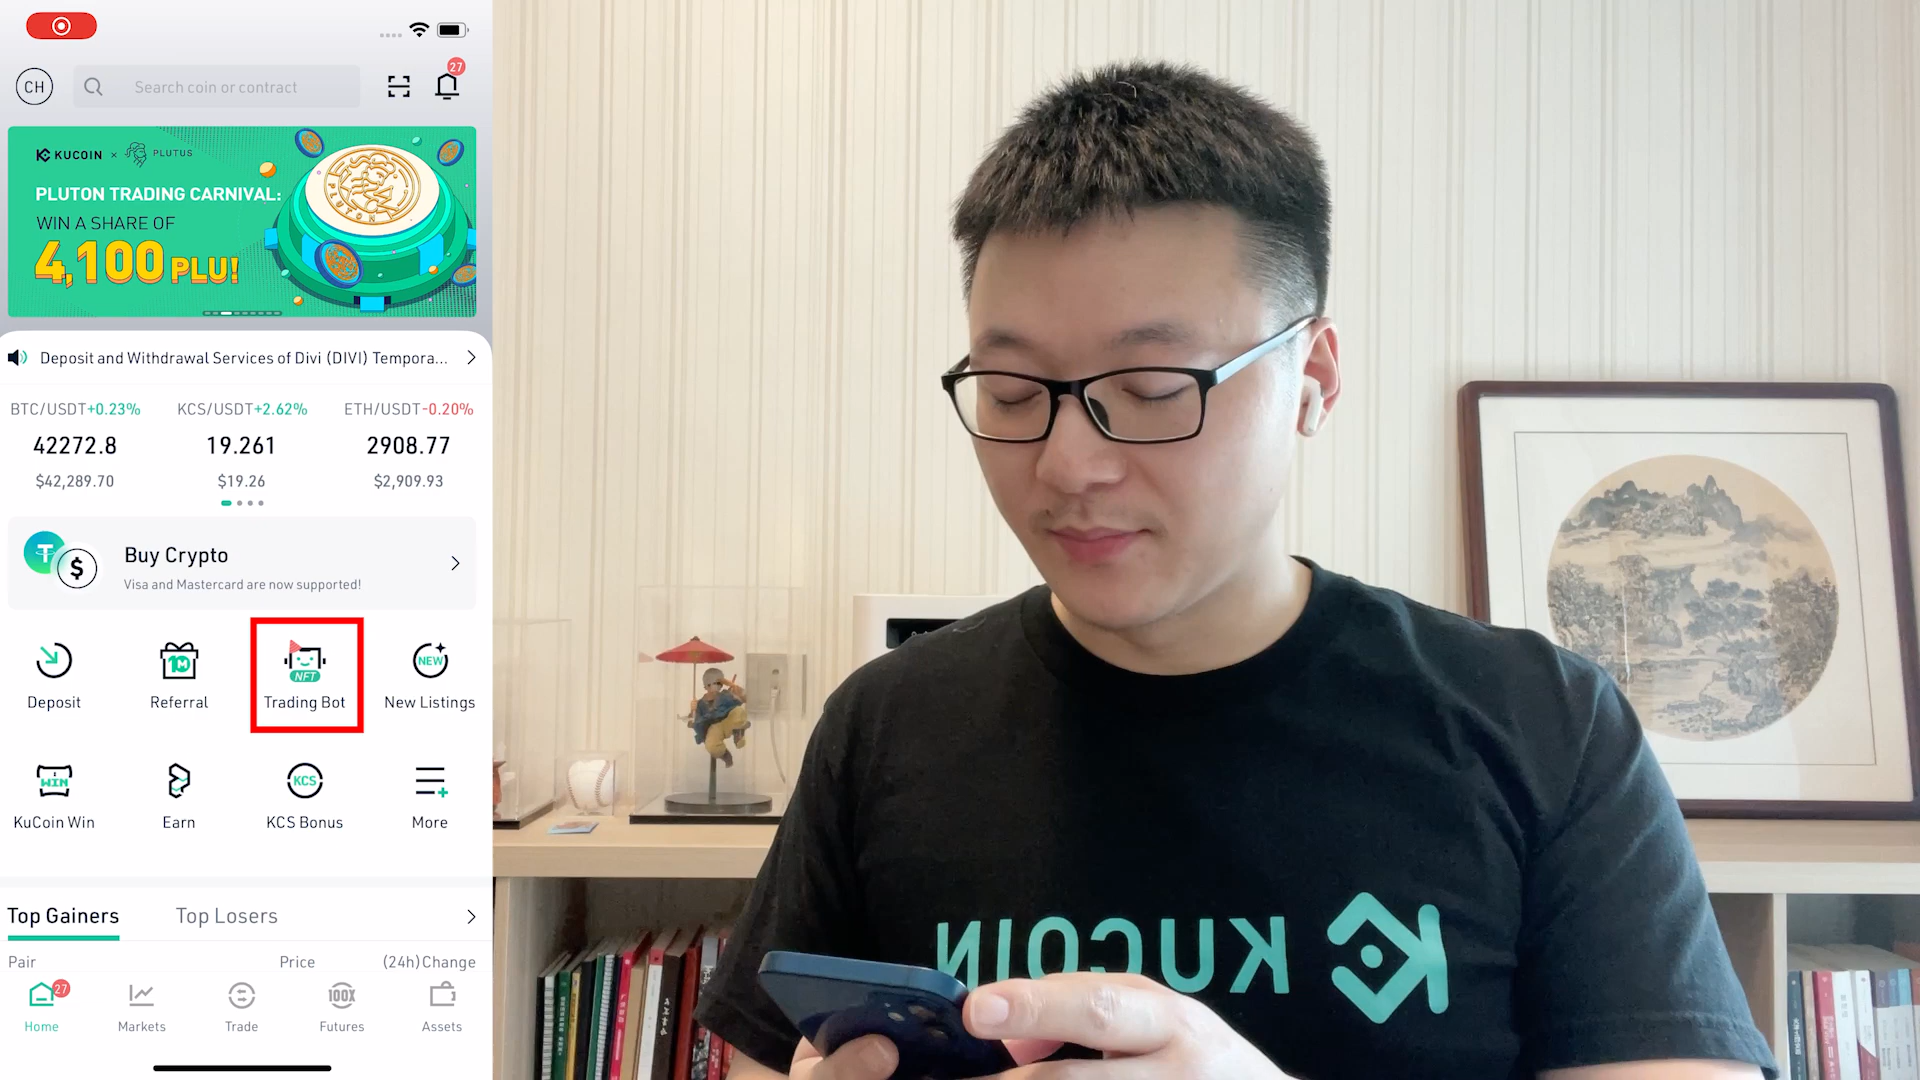 27
CH
Search coin or contract
KUCOIN × PLUTUS
PLUTON TRADING CARNIVAL:
WIN A SHARE OF
4,100 PLU!
PLUTON
Deposit and Withdrawal Services of Divi (DIVI) Tempora...
BTC/USDT+0.23% KCS/USDT+2.62% ETH/USDT-0.20%
42272.8 19.261 2908.77
$42,289.70 $19.26 $2,909.93
T
$
Buy Crypto
Visa and Mastercard are now supported!
1M NFT NEW
Deposit Referral Trading Bot New Listings
WIN KCS
KuCoin Win Earn KCS Bonus More
Top Gainers Top Losers
Pair Price (24h)Change
27 100X
Home Markets Trade Futures Assets
KUCOIN